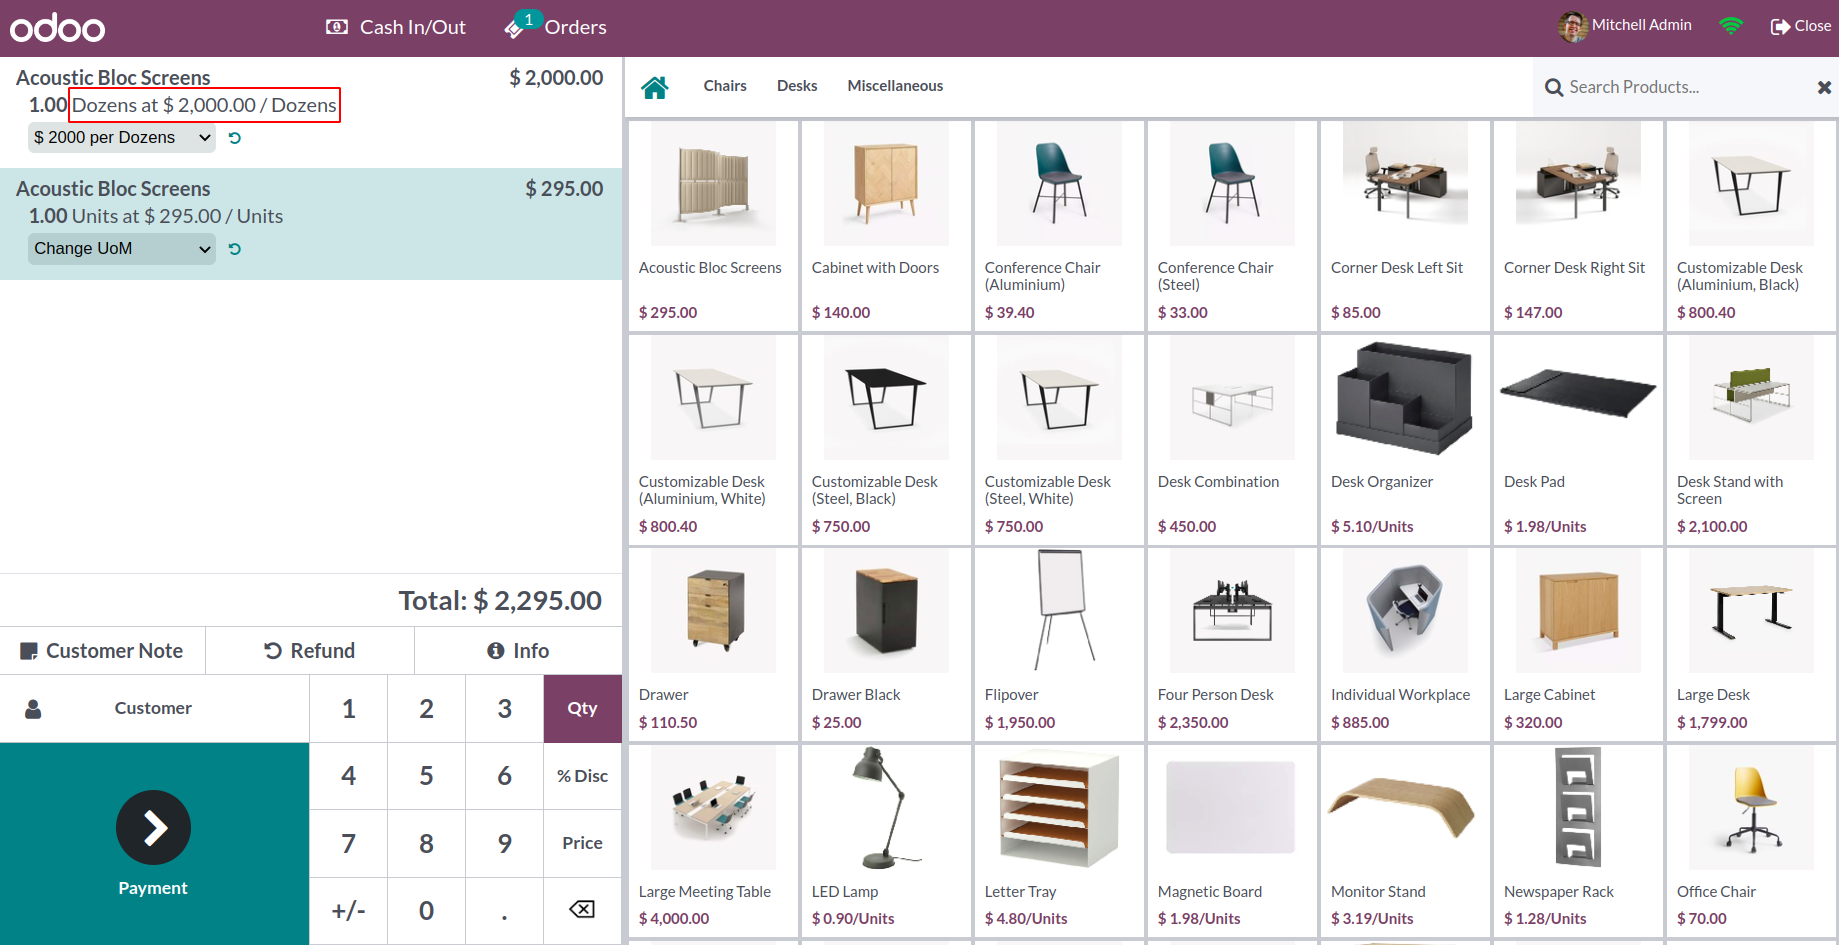 odoo
Cash In/Out
1
Orders
Mitchell Admin
Close
Acoustic Bloc Screens
$ 2,000.00
1.00 Dozens at $ 2,000.00 / Dozens
$ 2000 per Dozens
Acoustic Bloc Screens
$ 295.00
1.00 Units at $ 295.00 / Units
Change UoM
Total: $ 2,295.00
Customer Note
Refund
Info
Customer
1
2
3
Qty
4
5
6
% Disc
7
8
9
Price
+/-
0
.
Payment
Chairs
Desks
Miscellaneous
Search Products...
Acoustic Bloc Screens
$ 295.00
Cabinet with Doors
$ 140.00
Conference Chair
(Aluminium)
$ 39.40
Conference Chair
(Steel)
$ 33.00
Corner Desk Left Sit
$ 85.00
Corner Desk Right Sit
$ 147.00
Customizable Desk
(Aluminium, Black)
$ 800.40
Customizable Desk
(Aluminium, White)
$ 800.40
Customizable Desk
(Steel, Black)
$ 750.00
Customizable Desk
(Steel, White)
$ 750.00
Desk Combination
$ 450.00
Desk Organizer
$ 5.10/Units
Desk Pad
$ 1.98/Units
Desk Stand with
Screen
$ 2,100.00
Drawer
$ 110.50
Drawer Black
$ 25.00
Flipover
$ 1,950.00
Four Person Desk
$ 2,350.00
Individual Workplace
$ 885.00
Large Cabinet
$ 320.00
Large Desk
$ 1,799.00
Large Meeting Table
$ 4,000.00
LED Lamp
$ 0.90/Units
Letter Tray
$ 4.80/Units
Magnetic Board
$ 1.98/Units
Monitor Stand
$ 3.19/Units
Newspaper Rack
$ 1.28/Units
Office Chair
$ 70.00